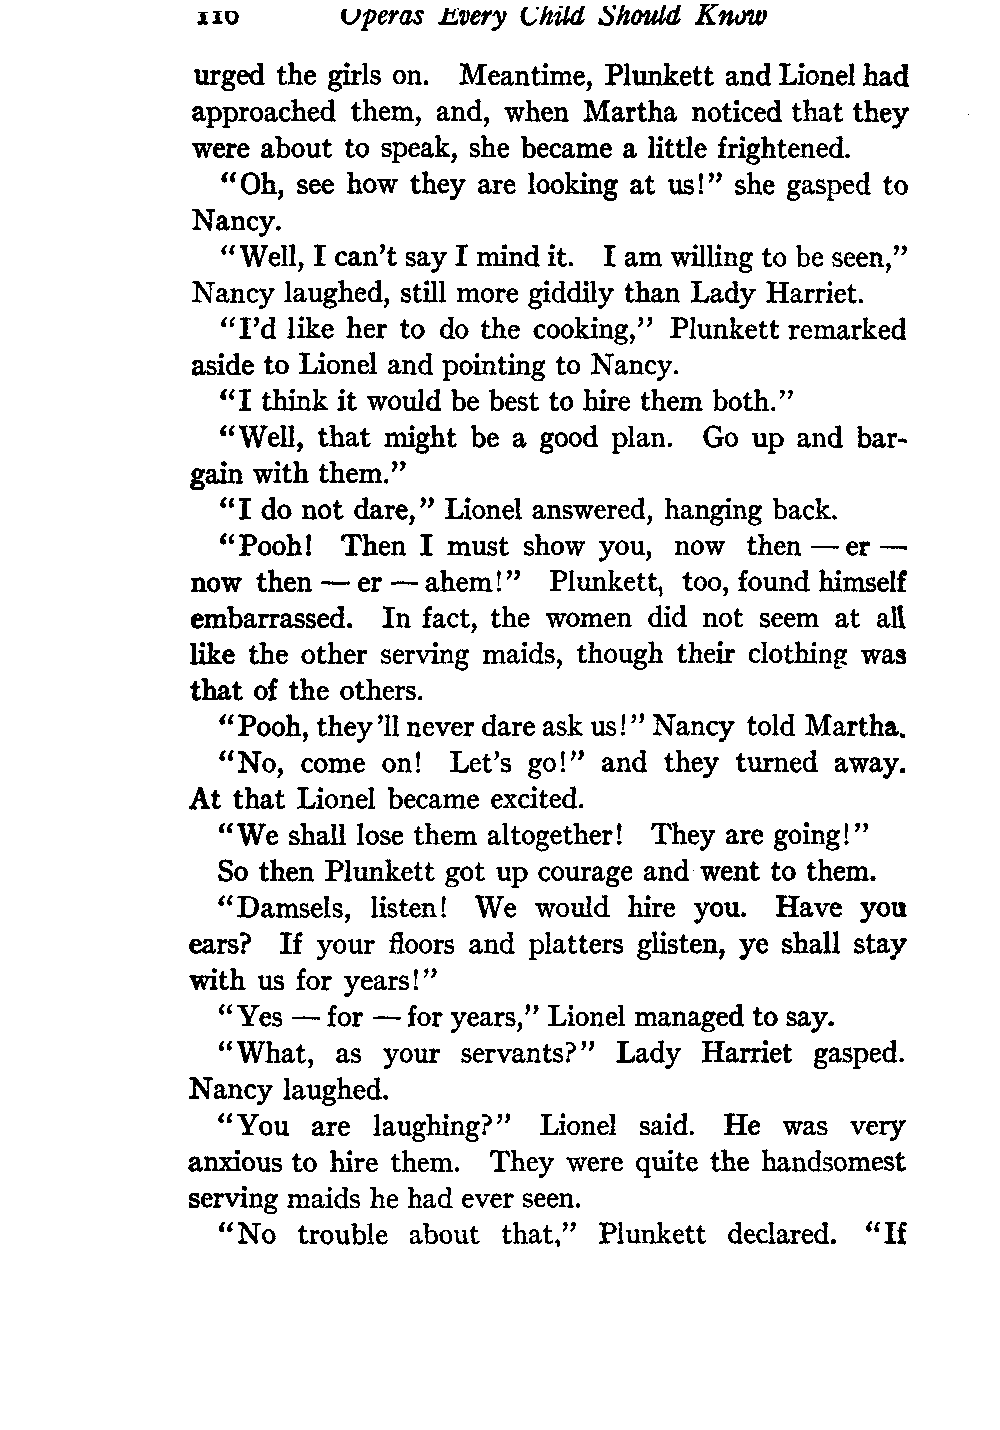 110 Operas Every Child Should Know
urged the girls on. Meantime, Plunkett and Lionel had
approached them, and, when Martha noticed that they
were about to speak, she became a little frightened.
"Oh, see how they are looking at us!" she gasped to
Nancy.
"Well, I can't say I mind it. I am willing to be seen,"
Nancy laughed, still more giddily than Lady Harriet.
"I'd like her to do the cooking," Plunkett remarked
aside to Lionel and pointing to Nancy.
"I think it would be best to hire them both."
"Well, that might be a good plan. Go up and bar-
gain with them."
"I do not dare," Lionel answered, hanging back.
"Pooh! Then I must show you, now then — er —
now then — er — ahem!" Plunkett, too, found himself
embarrassed. In fact, the women did not seem at all
like the other serving maids, though their clothing was
that of the others.
"Pooh, they'll never dare ask us!" Nancy told Martha.
"No, come on! Let's go!" and they turned away.
At that Lionel became excited.
"We shall lose them altogether! They are going!"
So then Plunkett got up courage and went to them.
"Damsels, listen! We would hire you. Have you
ears? If your floors and platters glisten, ye shall stay
with us for years!"
"Yes — for — for years," Lionel managed to say.
"What, as your servants?" Lady Harriet gasped.
Nancy laughed.
"You are laughing?" Lionel said. He was very
anxious to hire them. They were quite the handsomest
serving maids he had ever seen.
"No trouble about that," Plunkett declared. "If